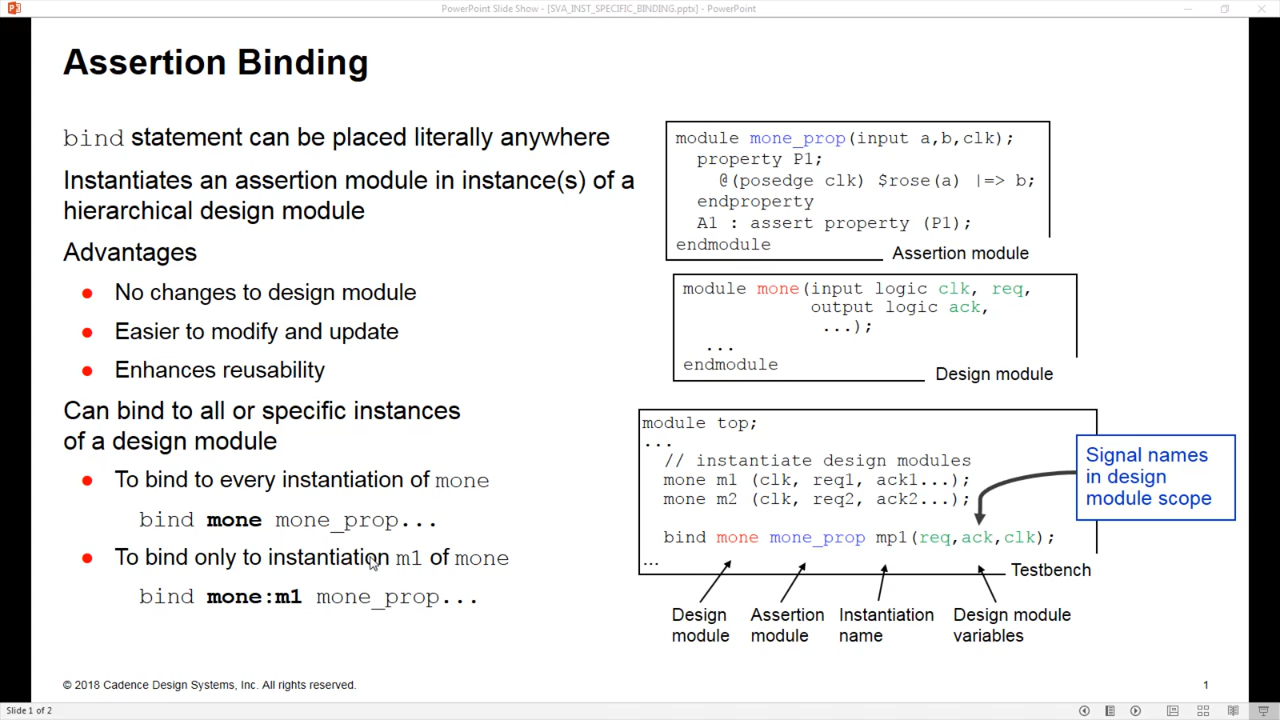 PowerPoint Slide Show - [SVA_INST_SPECIFIC_BINDING.pptx] - PowerPoint
Assertion Binding
bind statement can be placed literally anywhere
Instantiates an assertion module in instance(s) of a
hierarchical design module
Advantages
No changes to design module
Easier to modify and update
Enhances reusability
Can bind to all or specific instances
of a design module
To bind to every instantiation of mone
bind mone mone_prop...
To bind only to instantiation m1 of mone
bind mone:m1 mone_prop...
module mone_prop(input a,b,clk);
property P1;
@(posedge clk) $rose(a) |=> b;
endproperty
A1 : assert property (P1);
endmodule
Assertion module
module mone(input logic clk, req,
output logic ack,
...);
...
endmodule
Design module
module top;
...
// instantiate design modules
mone m1 (clk, req1, ack1...);
mone m2 (clk, req2, ack2...);
bind mone mone_prop mp1(req,ack,clk);
...
Testbench
Signal names
in design
module scope
Design
module
Assertion
module
Instantiation
name
Design module
variables
© 2018 Cadence Design Systems, Inc. All rights reserved.
1
Slide 1 of 2